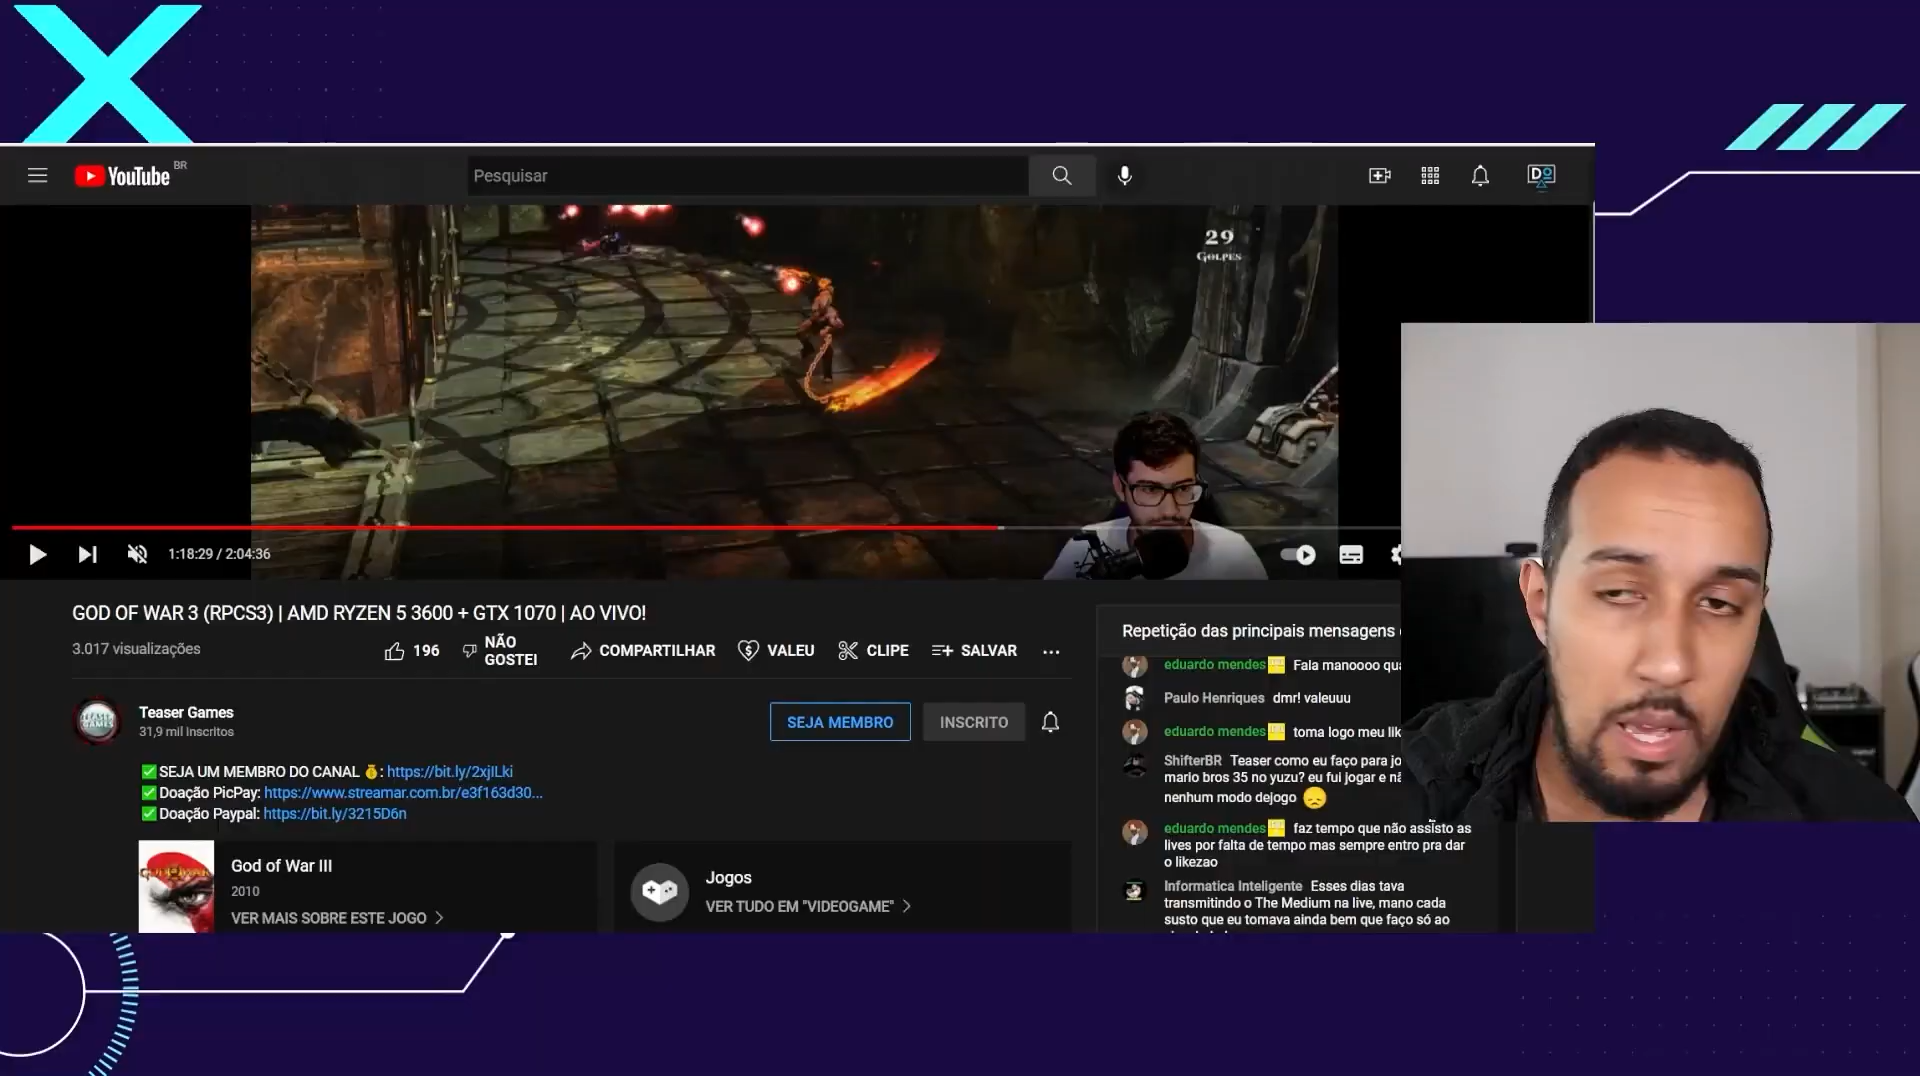 YouTube BR
Pesquisar
29
GOLPES
1:18:29 / 2:04:36
GOD OF WAR 3 (RPCS3) | AMD RYZEN 5 3600 + GTX 1070 | AO VIVO!
3.017 visualizações
196
NÃO
GOSTEI
COMPARTILHAR
VALEU
CLIPE
SALVAR
Teaser Games
31,9 mil inscritos
SEJA MEMBRO
INSCRITO
✅SEJA UM MEMBRO DO CANAL 💰: https://bit.ly/2xjILki
✅Doação PicPay: https://www.streamar.com.br/e3f163d30...
✅Doação Paypal: https://bit.ly/3215D6n
God of War III
2010
VER MAIS SOBRE ESTE JOGO
Jogos
VER TUDO EM "VIDEOGAME"
Repetição das principais mensagens
eduardo mendes Fala manoooo
Paulo Henriques dmr! valeuuu
eduardo mendes toma logo meu
ShifterBR Teaser como eu faço para
mario bros 35 no yuzu? eu fui jogar e
nenhum modo dejogo 😞
eduardo mendes faz tempo que não assisto as
lives por falta de tempo mas sempre entro pra dar
o likezao
Informatica Inteligente Esses dias tava
transmitindo o The Medium na live, mano cada
susto que eu tomava ainda bem que faço só ao